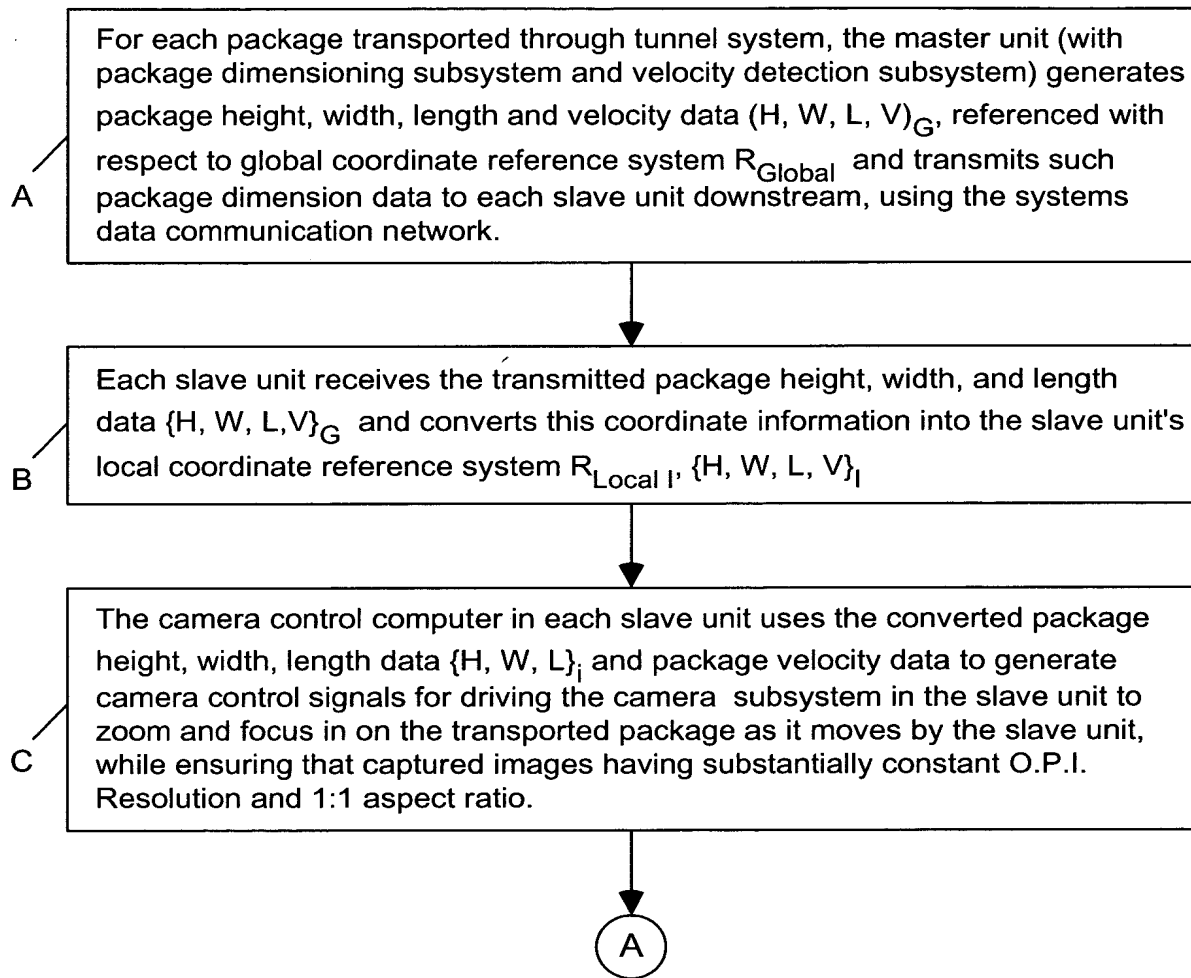 For each package transported through tunnel system, the master unit (with
package dimensioning subsystem and velocity detection subsystem) generates
package height, width, length and velocity data (H, W, L, V)G, referenced with
respect to global coordinate reference system RGlobal and transmits such
package dimension data to each slave unit downstream, using the systems
data communication network.
A
Each slave unit receives the transmitted package height, width, and length
data {H, W, L,V}G and converts this coordinate information into the slave unit's
local coordinate reference system RLocal I, {H, W, L, V}I
B
The camera control computer in each slave unit uses the converted package
height, width, length data {H, W, L}i and package velocity data to generate
camera control signals for driving the camera subsystem in the slave unit to
zoom and focus in on the transported package as it moves by the slave unit,
while ensuring that captured images having substantially constant O.P.I.
Resolution and 1:1 aspect ratio.
C
A